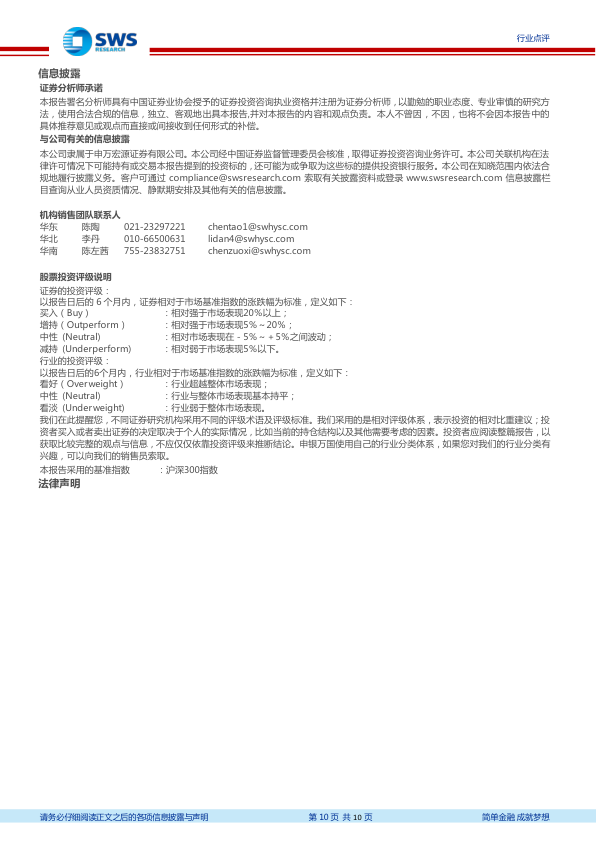 SWS
RESEARCH
行业点评
信息披露
证券分析师承诺
本报告署名分析师具有中国证券业协会授予的证券投资咨询执业资格并注册为证券分析师，以勤勉的职业态度、专业审慎的研究方
法，使用合法合规的信息，独立、客观地出具本报告,并对本报告的内容和观点负责。本人不曾因，不因，也将不会因本报告中的
具体推荐意见或观点而直接或间接收到任何形式的补偿。
与公司有关的信息披露
本公司隶属于申万宏源证券有限公司。本公司经中国证券监督管理委员会核准，取得证券投资咨询业务许可。本公司关联机构在法
律许可情况下可能持有或交易本报告提到的投资标的，还可能为或争取为这些标的提供投资银行服务。本公司在知晓范围内依法合
规地履行披露义务。客户可通过 compliance@swsresearch.com 索取有关披露资料或登录 www.swsresearch.com 信息披露栏
目查询从业人员资质情况、静默期安排及其他有关的信息披露。
机构销售团队联系人
华东 陈陶 021-23297221 chentao1@swhysc.com
华北 李丹 010-66500631 lidan4@swhysc.com
华南 陈左茜 755-23832751 chenzuoxi@swhysc.com
股票投资评级说明
证券的投资评级：
以报告日后的 6 个月内，证券相对于市场基准指数的涨跌幅为标准，定义如下：
买入（Buy） ：相对强于市场表现20%以上；
增持（Outperform） ：相对强于市场表现5%～20%；
中性 (Neutral) ：相对市场表现在－5%～＋5%之间波动；
减持 (Underperform) ：相对弱于市场表现5%以下。
行业的投资评级：
以报告日后的6个月内，行业相对于市场基准指数的涨跌幅为标准，定义如下：
看好（Overweight） ：行业超越整体市场表现；
中性 (Neutral) ：行业与整体市场表现基本持平；
看淡 (Underweight) ：行业弱于整体市场表现。
我们在此提醒您，不同证券研究机构采用不同的评级术语及评级标准。我们采用的是相对评级体系，表示投资的相对比重建议；投
资者买入或者卖出证券的决定取决于个人的实际情况，比如当前的持仓结构以及其他需要考虑的因素。投资者应阅读整篇报告，以
获取比较完整的观点与信息，不应仅仅依靠投资评级来推断结论。申银万国使用自己的行业分类体系，如果您对我们的行业分类有
兴趣，可以向我们的销售员索取。
本报告采用的基准指数 ：沪深300指数
法律声明
请务必仔细阅读正文之后的各项信息披露与声明 第 10 页 共 10 页 简单金融 成就梦想